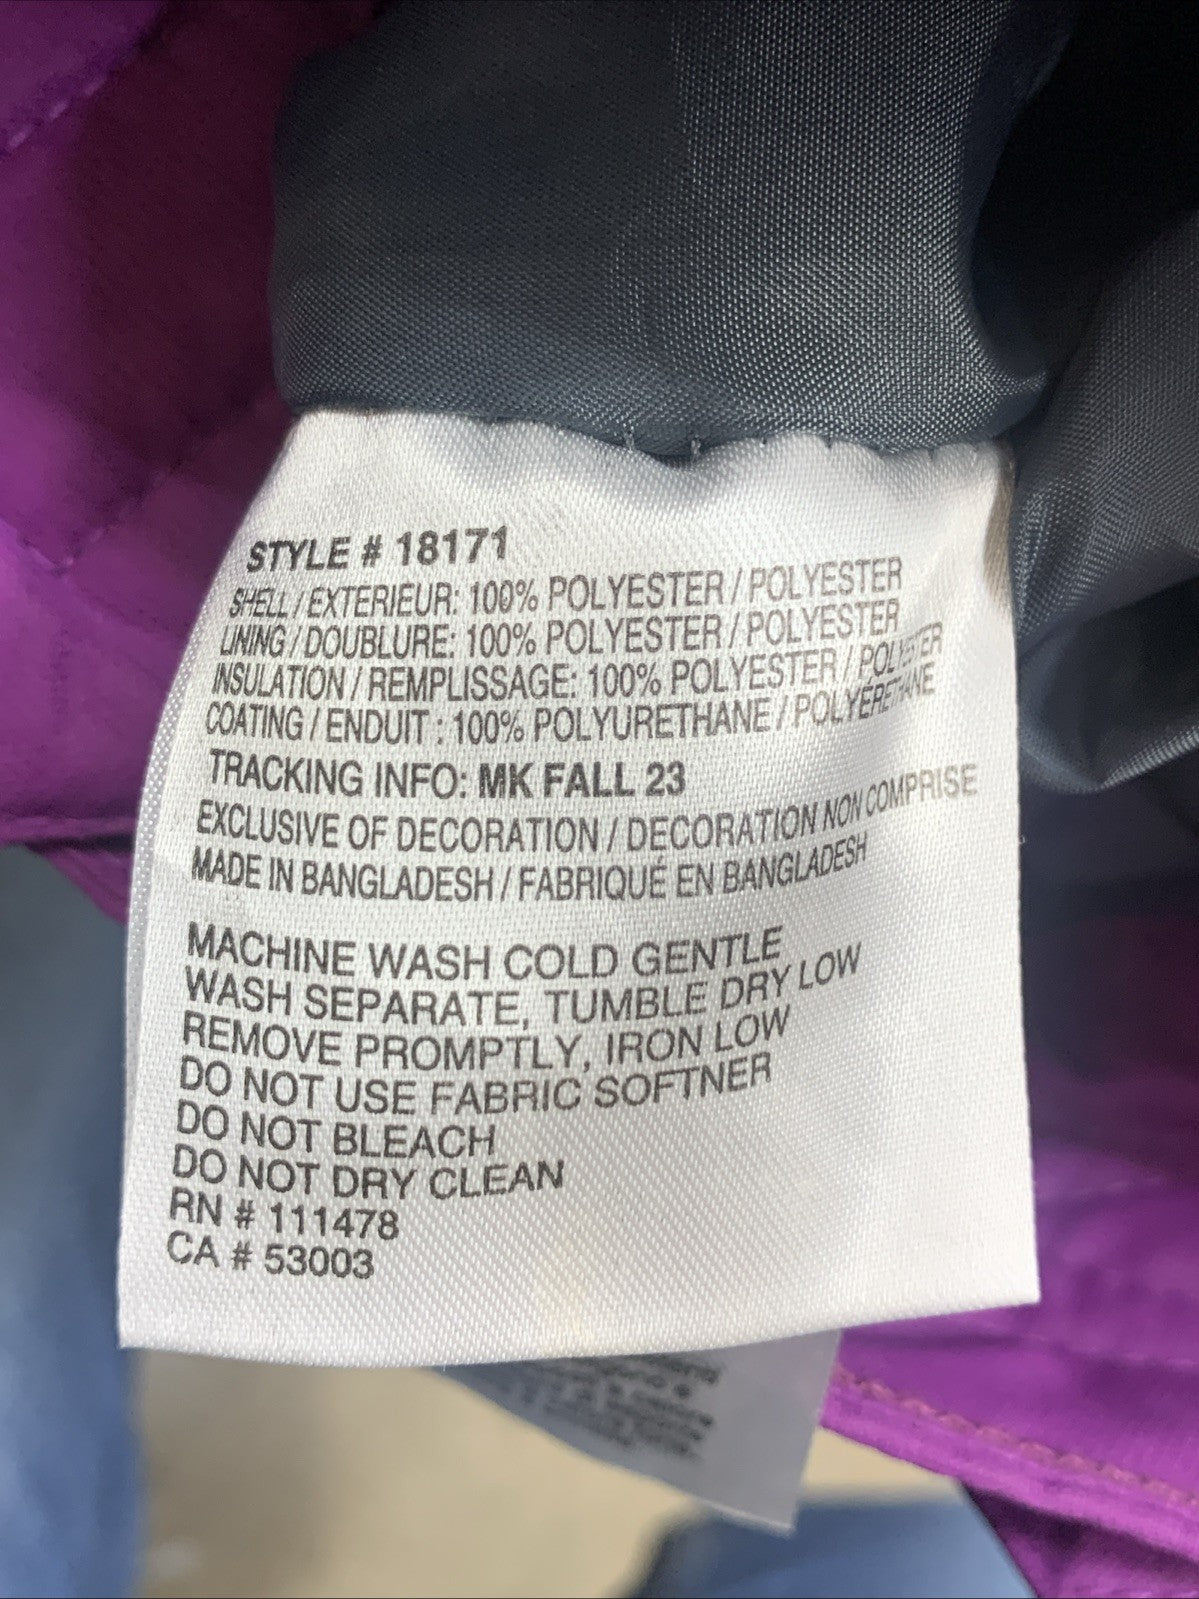 STYLE # 18171
SHELL / EXTERIEUR: 100% POLYESTER / POLYESTER
LINING / DOUBLURE: 100% POLYESTER / POLYESTER
INSULATION / REMPLISSAGE: 100% POLYESTER / POLYESTER
COATING / ENDUIT : 100% POLYURETHANE / POLYÉRETHANE
TRACKING INFO: MK FALL 23
EXCLUSIVE OF DECORATION / DECORATION NON COMPRISE
MADE IN BANGLADESH / FABRIQUÉ EN BANGLADESH
MACHINE WASH COLD GENTLE
WASH SEPARATE, TUMBLE DRY LOW
REMOVE PROMPTLY, IRON LOW
DO NOT USE FABRIC SOFTNER
DO NOT BLEACH
DO NOT DRY CLEAN
RN # 111478
CA # 53003